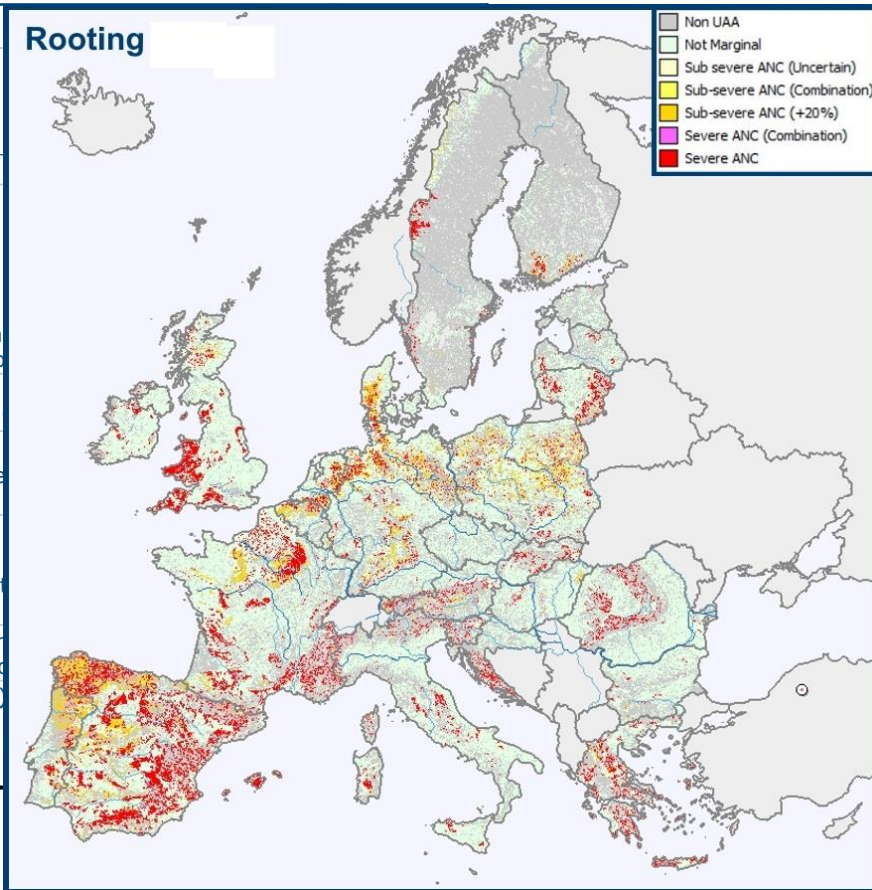 Rooting
Non UAA
Not Marginal
Sub severe ANC (Uncertain)
Sub-severe ANC (Combination)
Sub-severe ANC (+20%)
Severe ANC (Combination)
Severe ANC